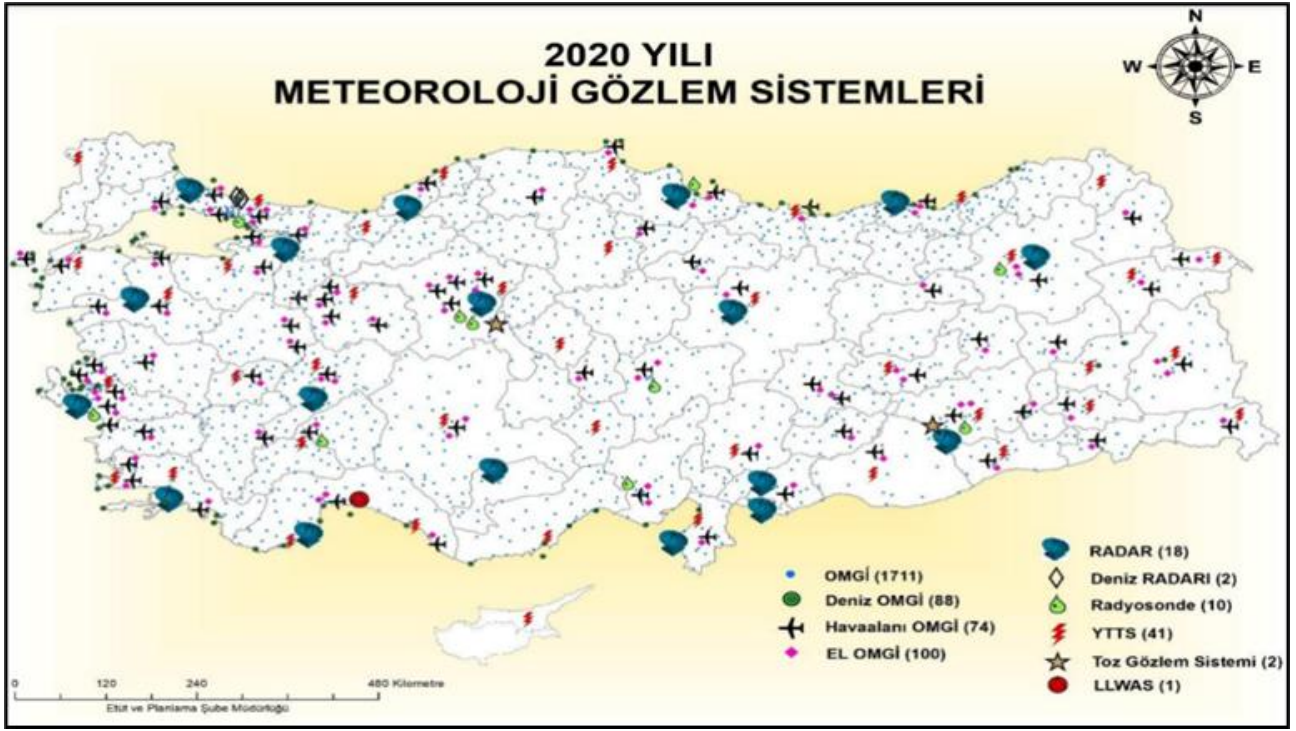 2020 YILI
METEOROLOJİ GÖZLEM SİSTEMLERİ
N
W
E
S
OMGİ (1711)
Deniz OMGİ (88)
Havaalanı OMGİ (74)
EL OMGİ (100)
RADAR (18)
Deniz RADARI (2)
Radyosonde (10)
YTTS (41)
Toz Gözlem Sistemi (2)
LLWAS (1)
0 120 240 480 Kilometre
Etüt ve Planlama Şube Müdürlüğü